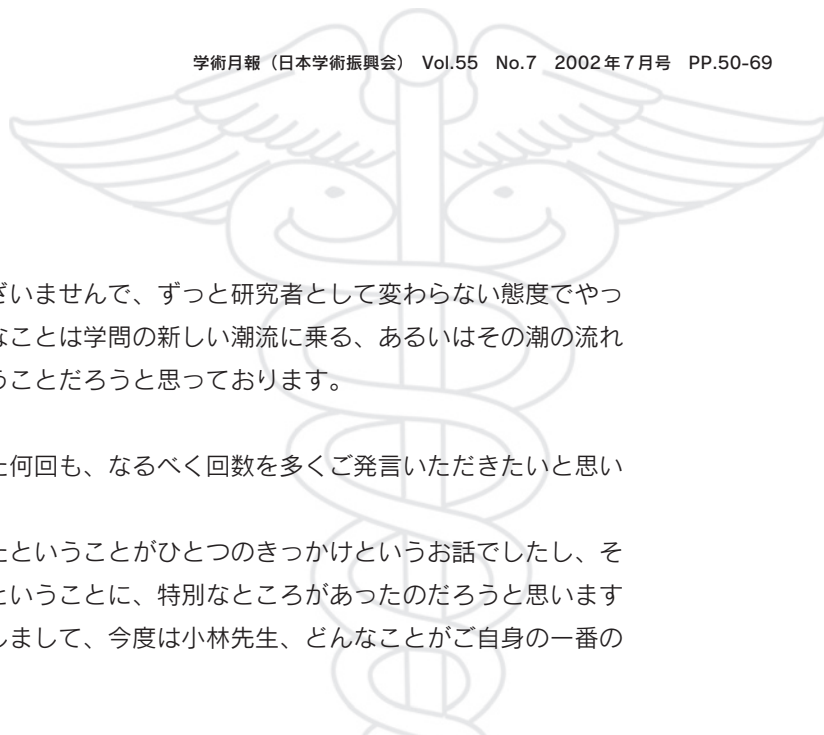 学術月報（日本学術振興会） Vol.55 No.7 2002年7月号 PP.50-69
ざいませんで、ずっと研究者として変わらない態度でやっ
なことは学問の新しい潮流に乗る、あるいはその潮の流れ
うことだろうと思っております。
た何回も、なるべく回数を多くご発言いただきたいと思い
たということがひとつのきっかけというお話でしたし、そ
ということに、特別なところがあったのだろうと思います
しまして、今度は小林先生、どんなことがご自身の一番の